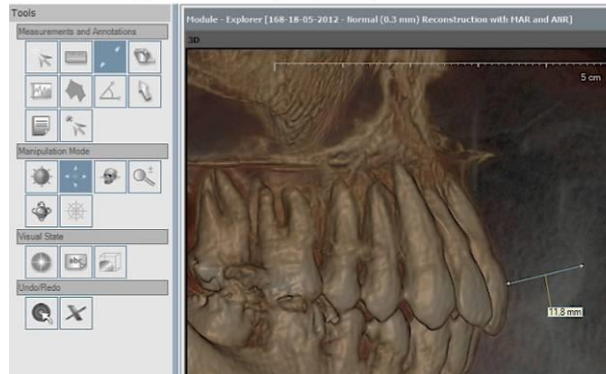 Tools
Measurements and Annotations
Manipulation Mode
Visual State
abc
Undo/Redo
Module - Explorer [168-18-05-2012 - Normal (0.3 mm) Reconstruction with MAR and ANR]
3D
5 cm
11.8 mm